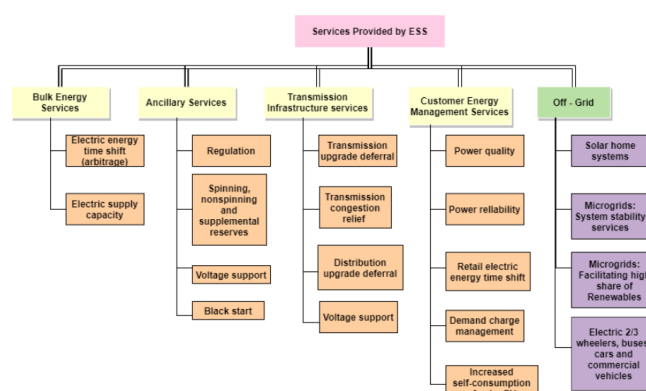 Services Provided by ESS
Bulk Energy
Services
Ancillary Services
Transmission
Infrastructure services
Customer Energy
Management Services
Off - Grid
Electric energy
time shift
(arbitrage)
Electric supply
capacity
Regulation
Spinning,
nonspinning
and
supplemental
reserves
Voltage support
Black start
Transmission
upgrade deferral
Transmission
congestion
relief
Distribution
upgrade deferral
Voltage support
Power quality
Power reliability
Retail electric
energy time shift
Demand charge
management
Increased
self-consumption
Solar home
systems
Microgrids:
System stability
services
Microgrids:
Facilitating high
share of
Renewables
Electric 2/3
wheelers, buses
cars and
commercial
vehicles